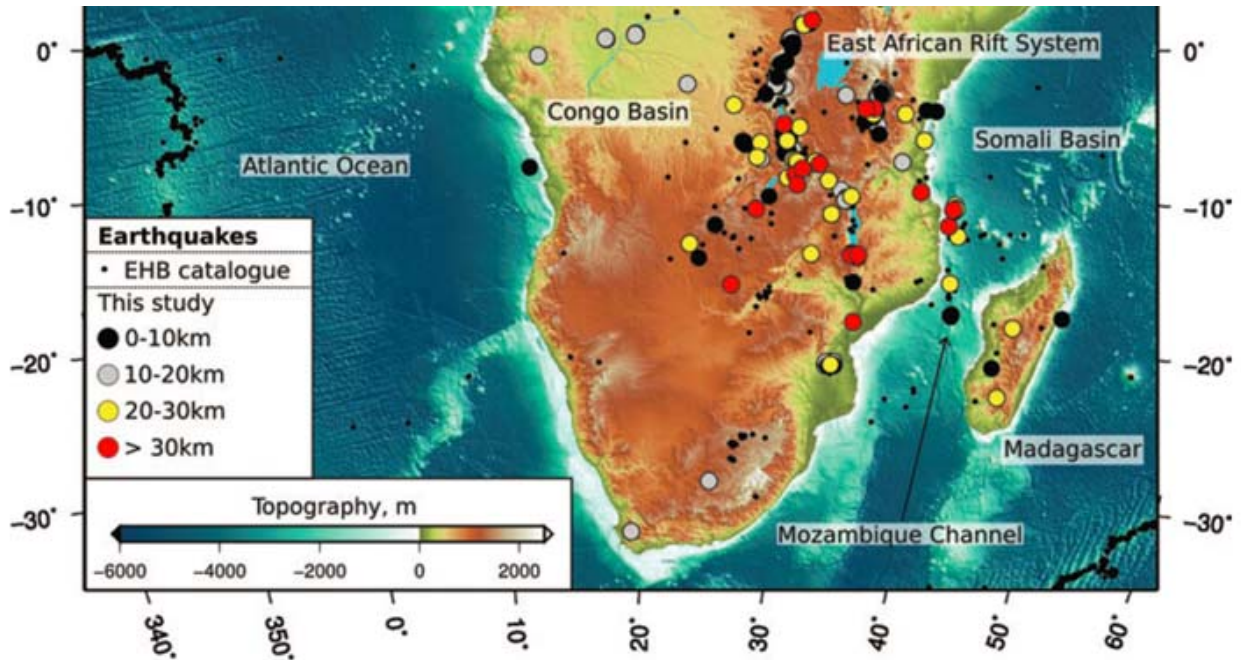 0°
0°
East African Rift System
Congo Basin
Somali Basin
Atlantic Ocean
−10°
−10°
Earthquakes
EHB catalogue
This study
0-10km
10-20km
20-30km
> 30km
−20°
−20°
Madagascar
Topography, m
−6000 −4000 −2000 0 2000
Mozambique Channel
−30°
−30°
340° 350° 0° 10° 20° 30° 40° 50° 60°